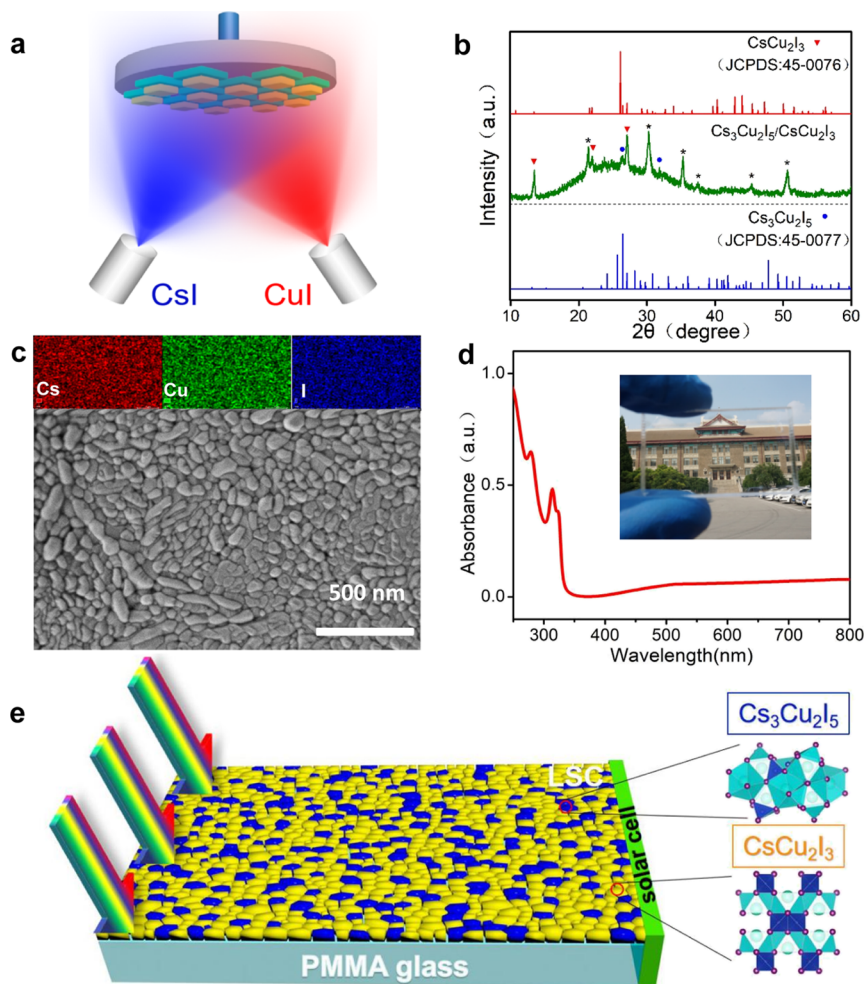 a
CsI
CuI
b
Intensity (a.u.)
CsCu₂I₃ ▼
(JCPDS:45-0076)
Cs₃Cu₂I₅/CsCu₂I₃
* * * * * *
Cs₃Cu₂I₅ ●
(JCPDS:45-0077)
10 20 30 40 50 60
2θ (degree)
c
Cs
Cu
I
500 nm
d
Absorbance (a.u.)
1.0
0.5
0.0
300 400 500 600 700 800
Wavelength(nm)
e
LSC
solar cell
PMMA glass
Cs₃Cu₂I₅
CsCu₂I₃